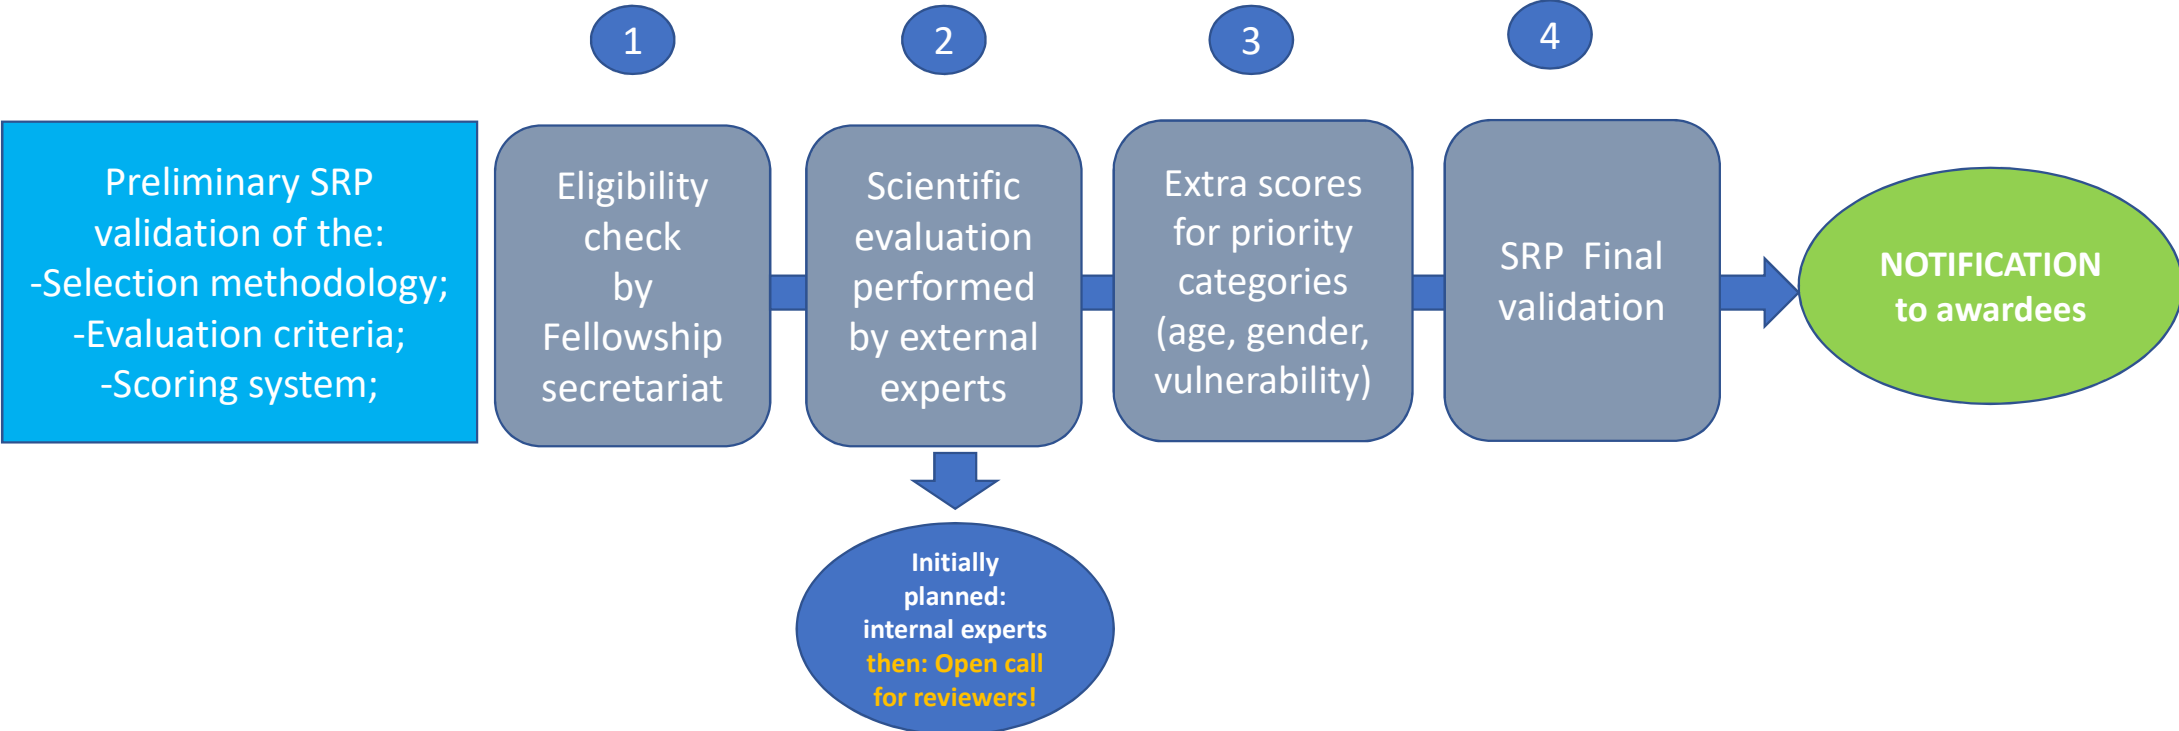 1
2
3
4
Preliminary SRP
validation of the:
-Selection methodology;
-Evaluation criteria;
-Scoring system;
Eligibility
check
by
Fellowship
secretariat
Scientific
evaluation
performed
by external
experts
Extra scores
for priority
categories
(age, gender,
vulnerability)
SRP Final
validation
NOTIFICATION
to awardees
Initially
planned:
internal experts
then: Open call
for reviewers!